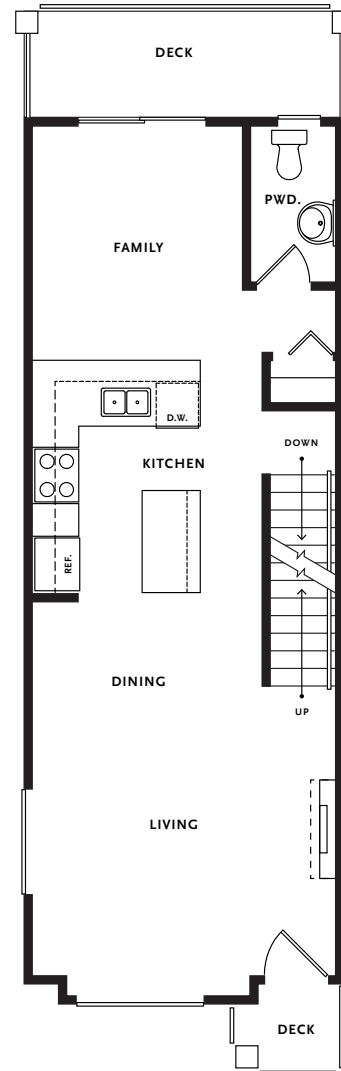 DECK
PWD.
FAMILY
D.W.
DOWN
KITCHEN
REF.
DINING
UP
LIVING
DECK